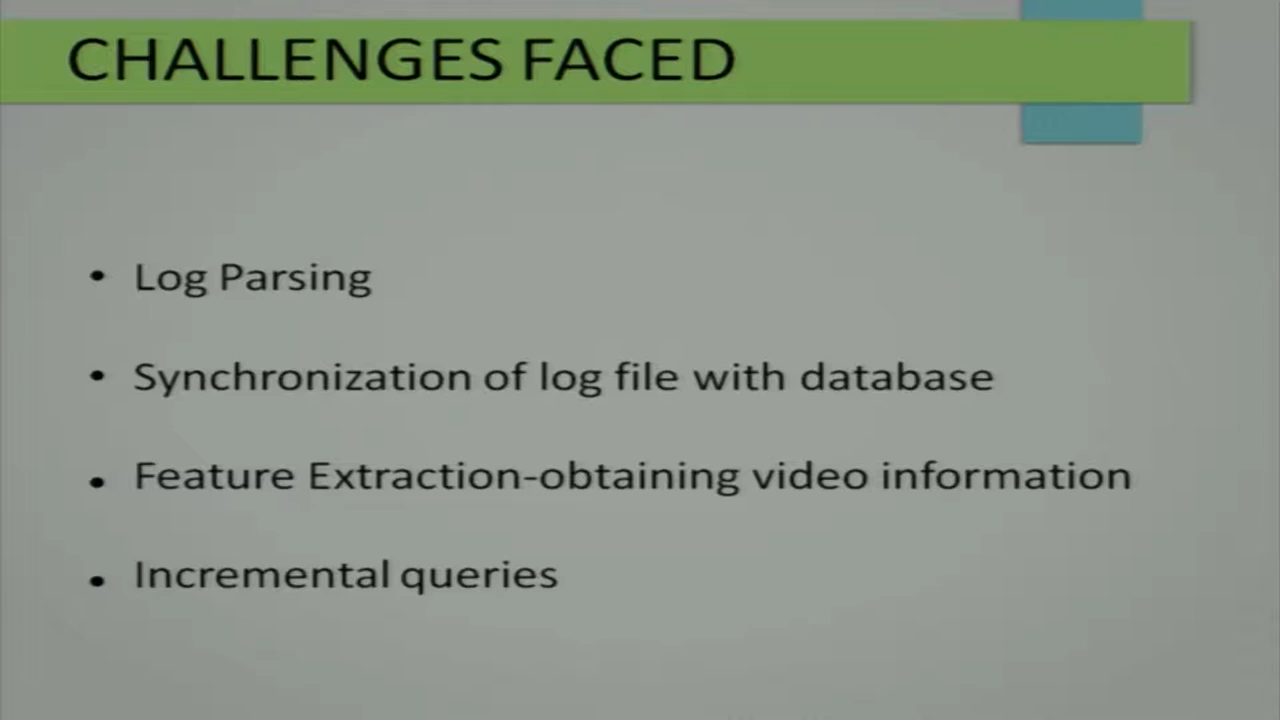 CHALLENGES FACED
• Log Parsing
• Synchronization of log file with database
• Feature Extraction-obtaining video information
• Incremental queries